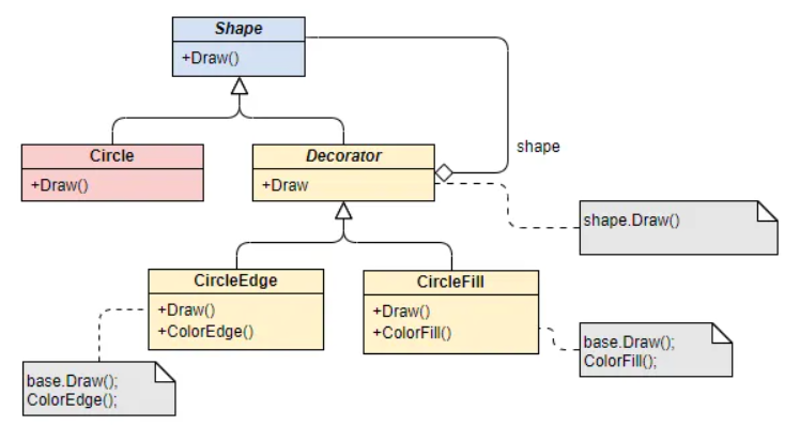 Shape
+Draw()
Circle
+Draw()
Decorator
+Draw
shape
shape.Draw()
CircleEdge
+Draw()
+ColorEdge()
CircleFill
+Draw()
+ColorFill()
base.Draw();
ColorEdge();
base.Draw();
ColorFill();